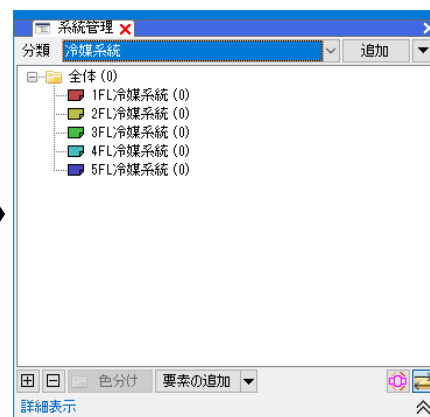 系統管理
分類 冷媒系統 追加
全体 (0)
1FL冷媒系統 (0)
2FL冷媒系統 (0)
3FL冷媒系統 (0)
4FL冷媒系統 (0)
5FL冷媒系統 (0)
色分け 要素の追加
詳細表示